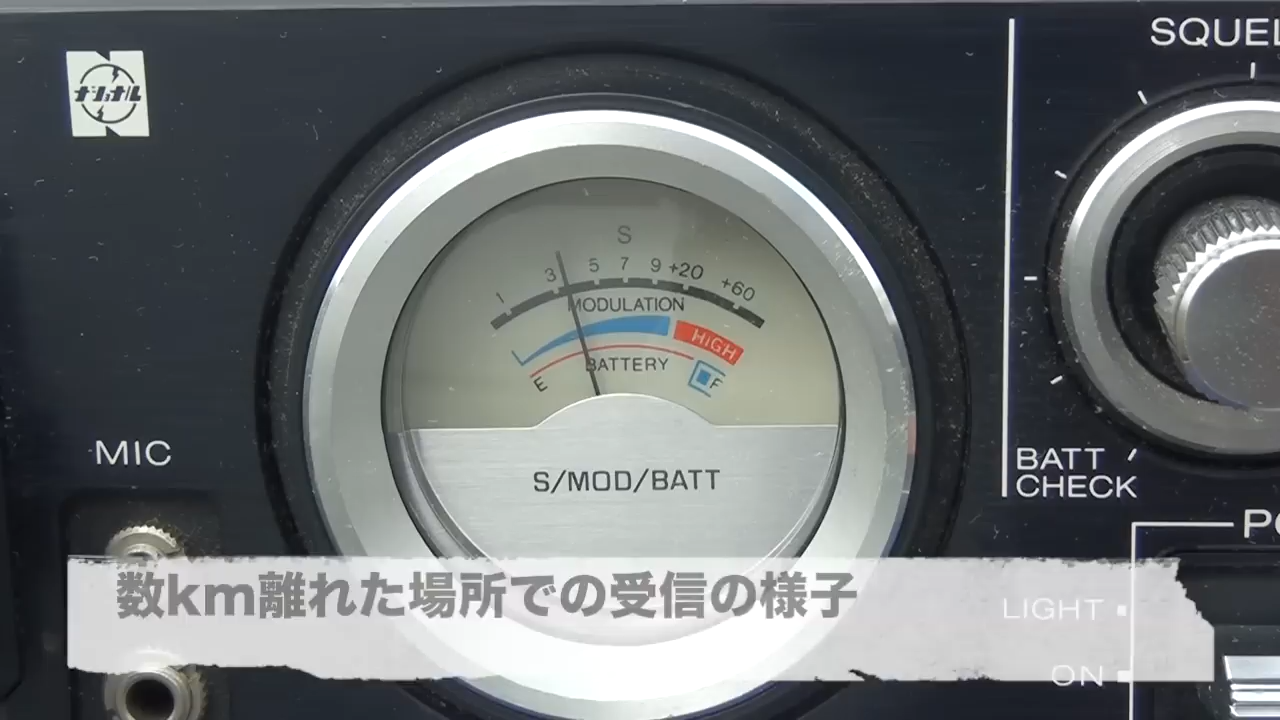 ナショナル
SQUEL
S
1 3 5 7 9 +20 +60
MODULATION
HIGH
BATTERY
E F
S/MOD/BATT
MIC
BATT
CHECK
PO
数km離れた場所での受信の様子
LIGHT
ON